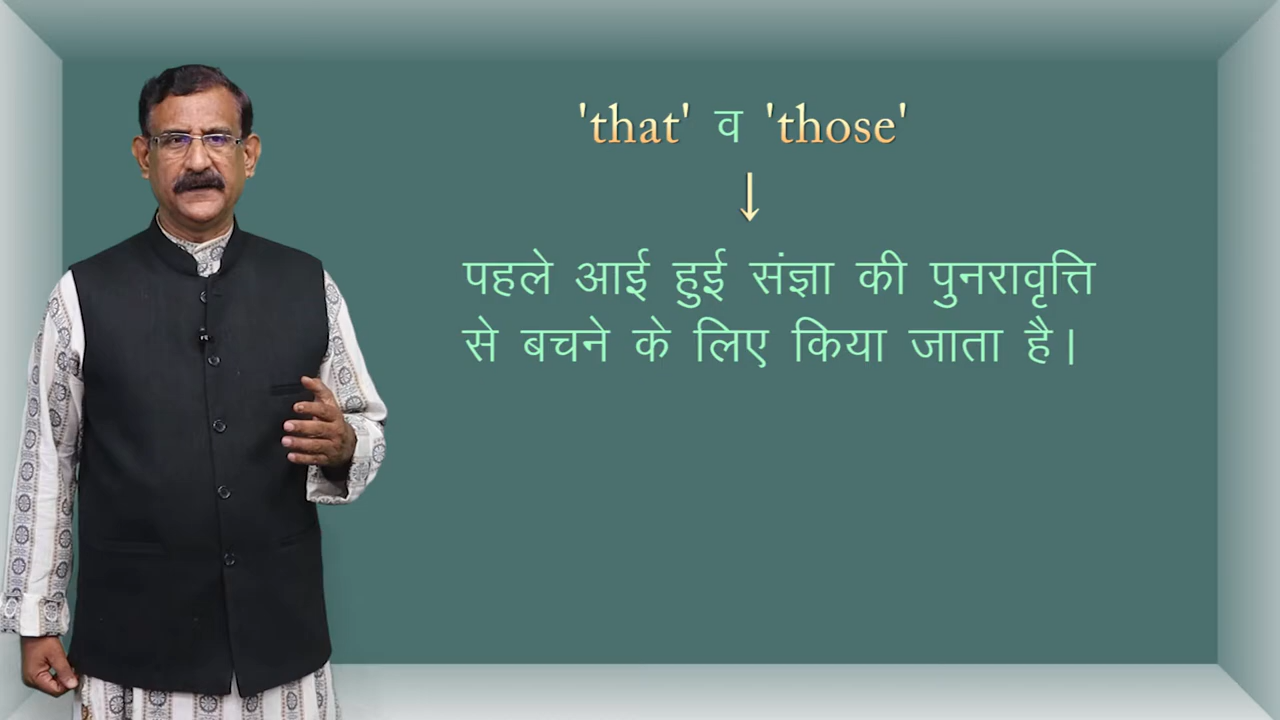 'that' व 'those'
↓
पहले आई हुई संज्ञा की पुनरावृत्ति
से बचने के लिए किया जाता है।